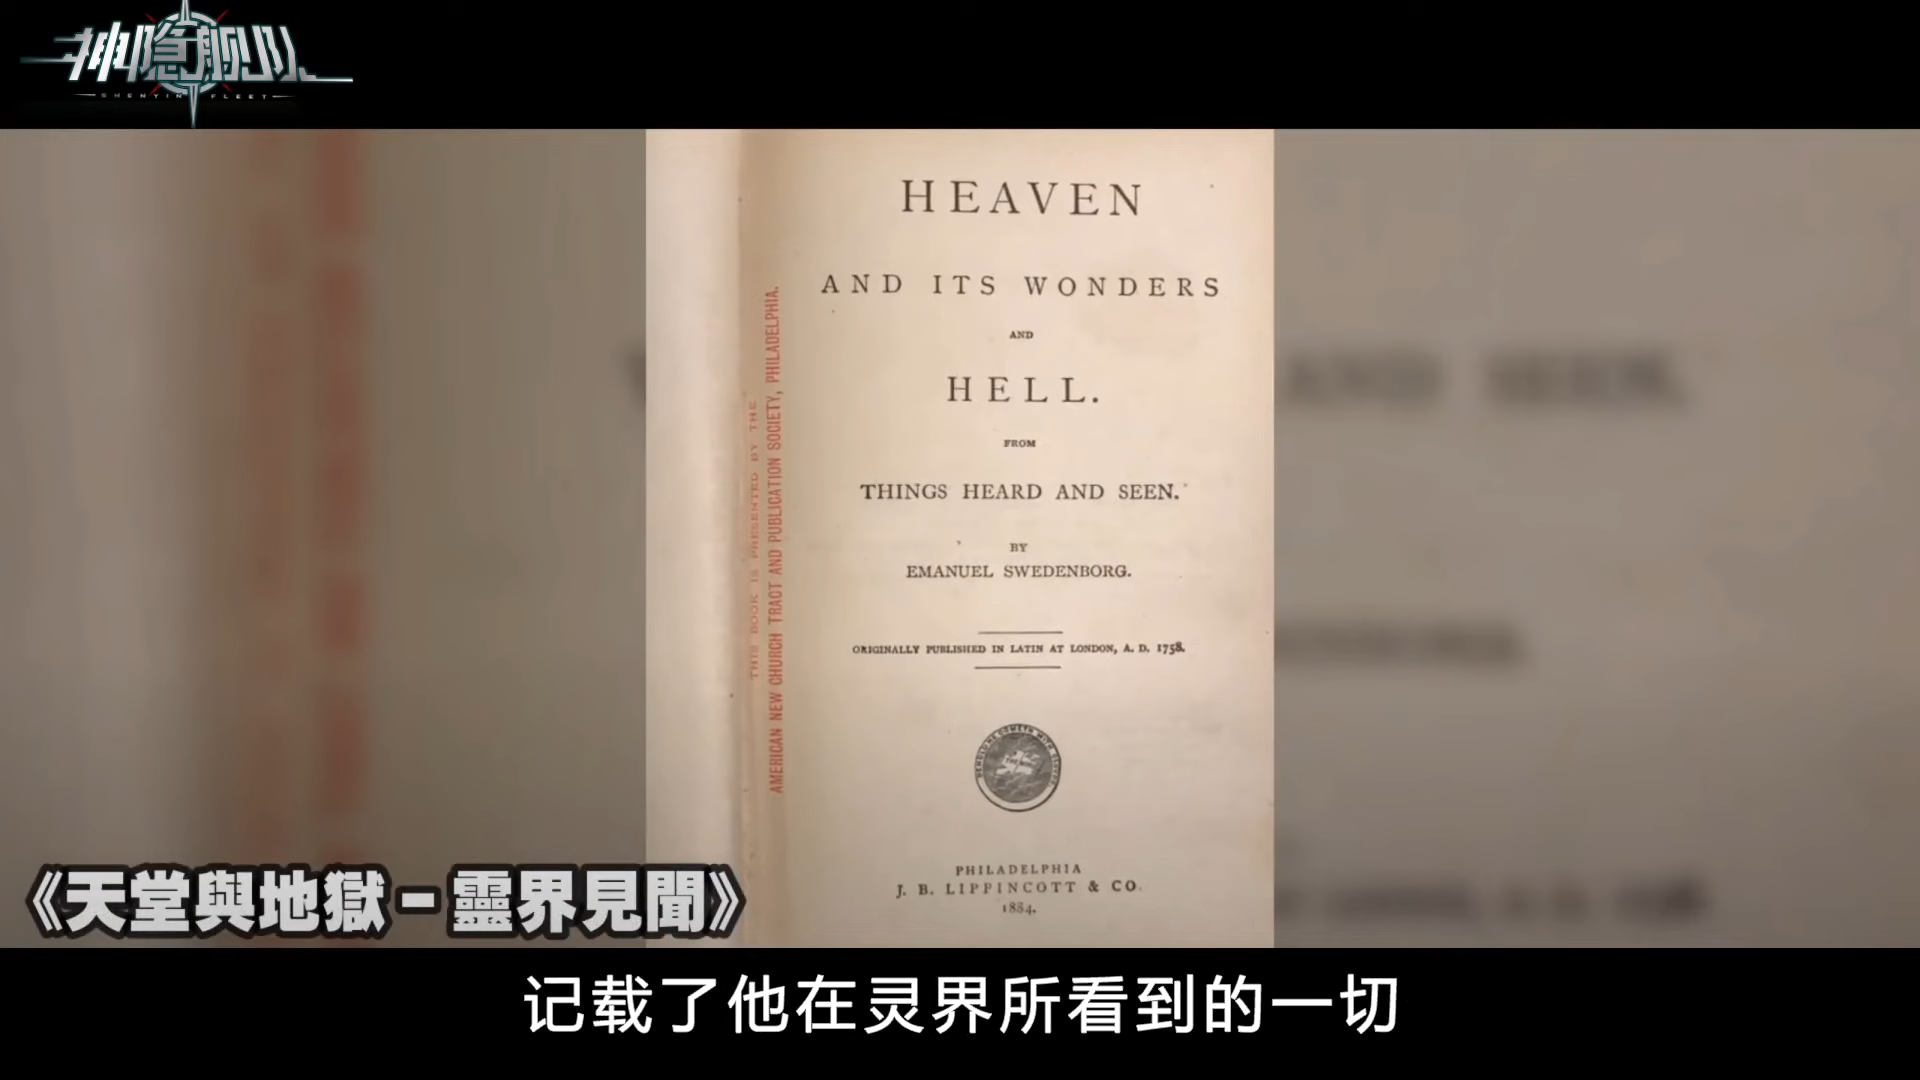 神隐舰队
SHENYIN FLEET
HEAVEN
AND ITS WONDERS
AND
HELL.
FROM
THINGS HEARD AND SEEN.
BY
EMANUEL SWEDENBORG.
ORIGINALLY PUBLISHED IN LATIN AT LONDON, A. D. 1758.
PHILADELPHIA
J. B. LIPPINCOTT & CO.
1884.
THIS BOOK IS PRESENTED BY THE
AMERICAN NEW CHURCH TRACT AND PUBLICATION SOCIETY, PHILADELPHIA.
《天堂與地獄－靈界見聞》
记载了他在灵界所看到的一切